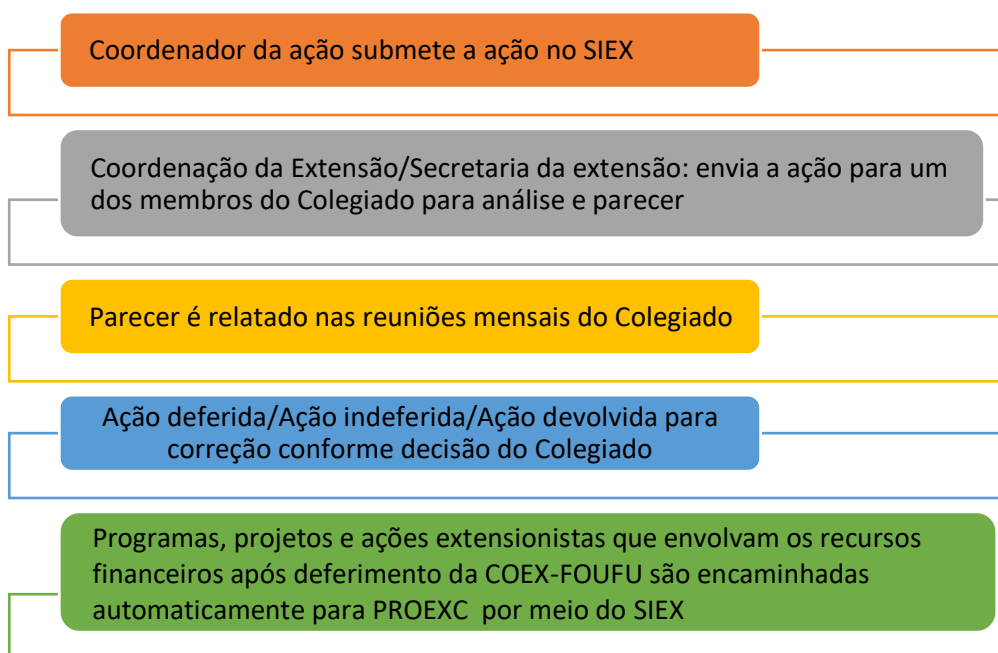 Coordenador da ação submete a ação no SIEX
Coordenação da Extensão/Secretaria da extensão: envia a ação para um
dos membros do Colegiado para análise e parecer
Parecer é relatado nas reuniões mensais do Colegiado
Ação deferida/Ação indeferida/Ação devolvida para
correção conforme decisão do Colegiado
Programas, projetos e ações extensionistas que envolvam os recursos
financeiros após deferimento da COEX-FOUFU são encaminhadas
automaticamente para PROEXC por meio do SIEX